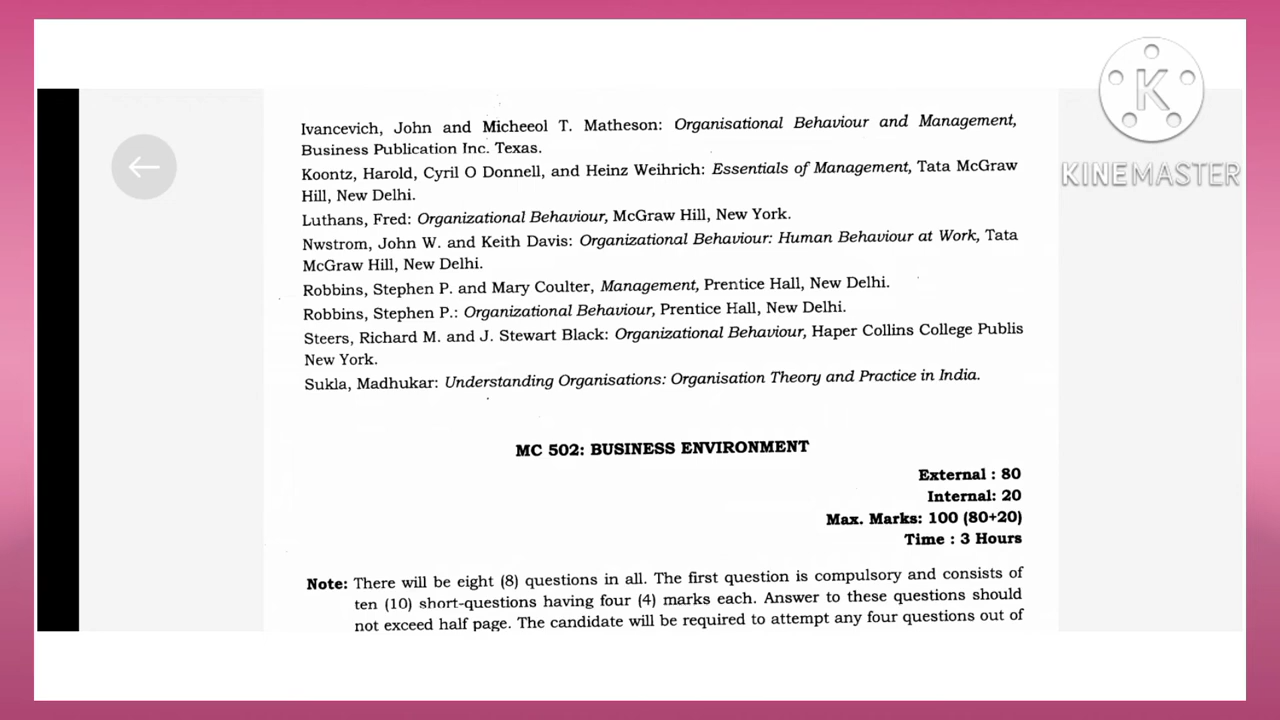 Ivancevich, John and Micheeol T. Matheson: Organisational Behaviour and Management,
Business Publication Inc. Texas.
Koontz, Harold, Cyril O Donnell, and Heinz Weihrich: Essentials of Management, Tata McGraw
Hill, New Delhi.
Luthans, Fred: Organizational Behaviour, McGraw Hill, New York.
Nwstrom, John W. and Keith Davis: Organizational Behaviour: Human Behaviour at Work, Tata
McGraw Hill, New Delhi.
Robbins, Stephen P. and Mary Coulter, Management, Prentice Hall, New Delhi.
Robbins, Stephen P.: Organizational Behaviour, Prentice Hall, New Delhi.
Steers, Richard M. and J. Stewart Black: Organizational Behaviour, Haper Collins College Publis
New York.
Sukla, Madhukar: Understanding Organisations: Organisation Theory and Practice in India.
MC 502: BUSINESS ENVIRONMENT
External : 80
Internal: 20
Max. Marks: 100 (80+20)
Time : 3 Hours
Note: There will be eight (8) questions in all. The first question is compulsory and consists of
ten (10) short-questions having four (4) marks each. Answer to these questions should
not exceed half page. The candidate will be required to attempt any four questions out of
K
KINEMASTER